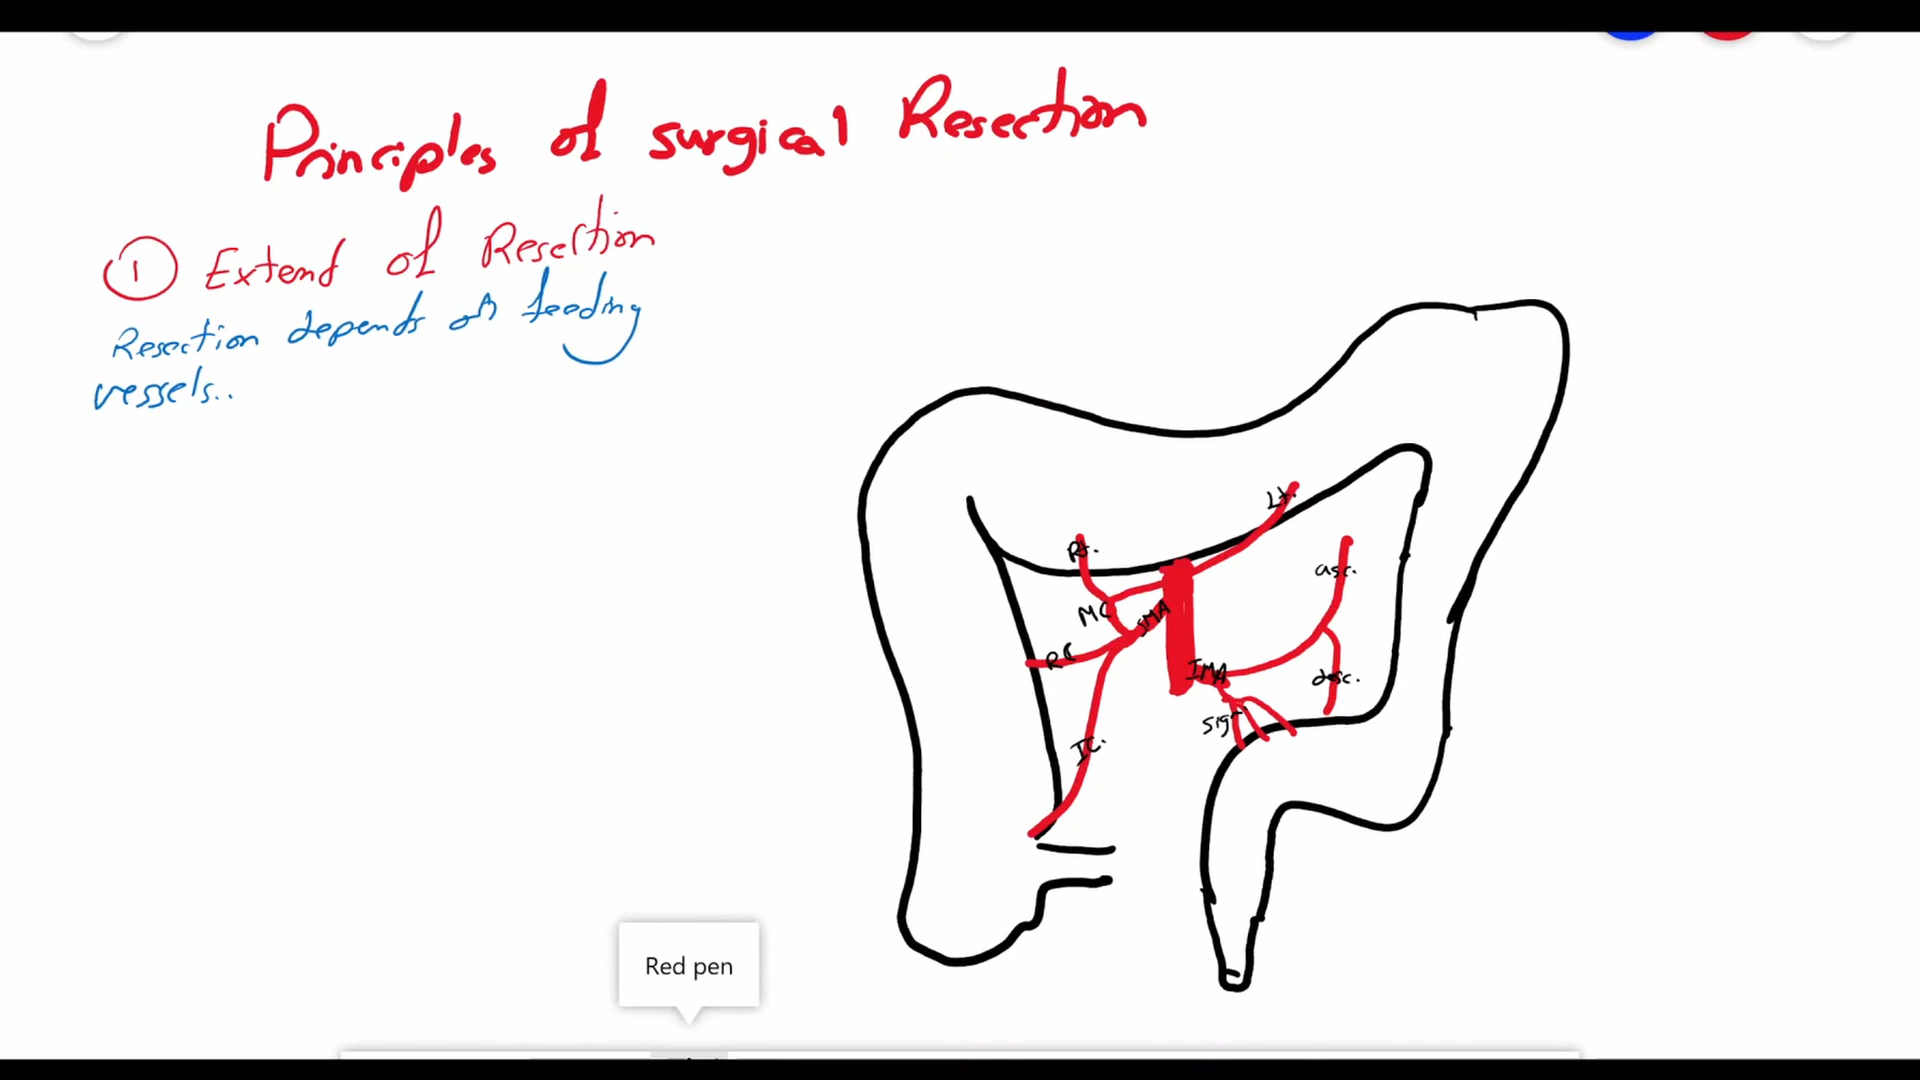 Principles of surgical Resection
① Extend of Resection
Resection depends on feeding
vessels..
Lt.
Rt.
asc.
MC
SMA
RC
IMA
desc.
sig
IC.
Red pen